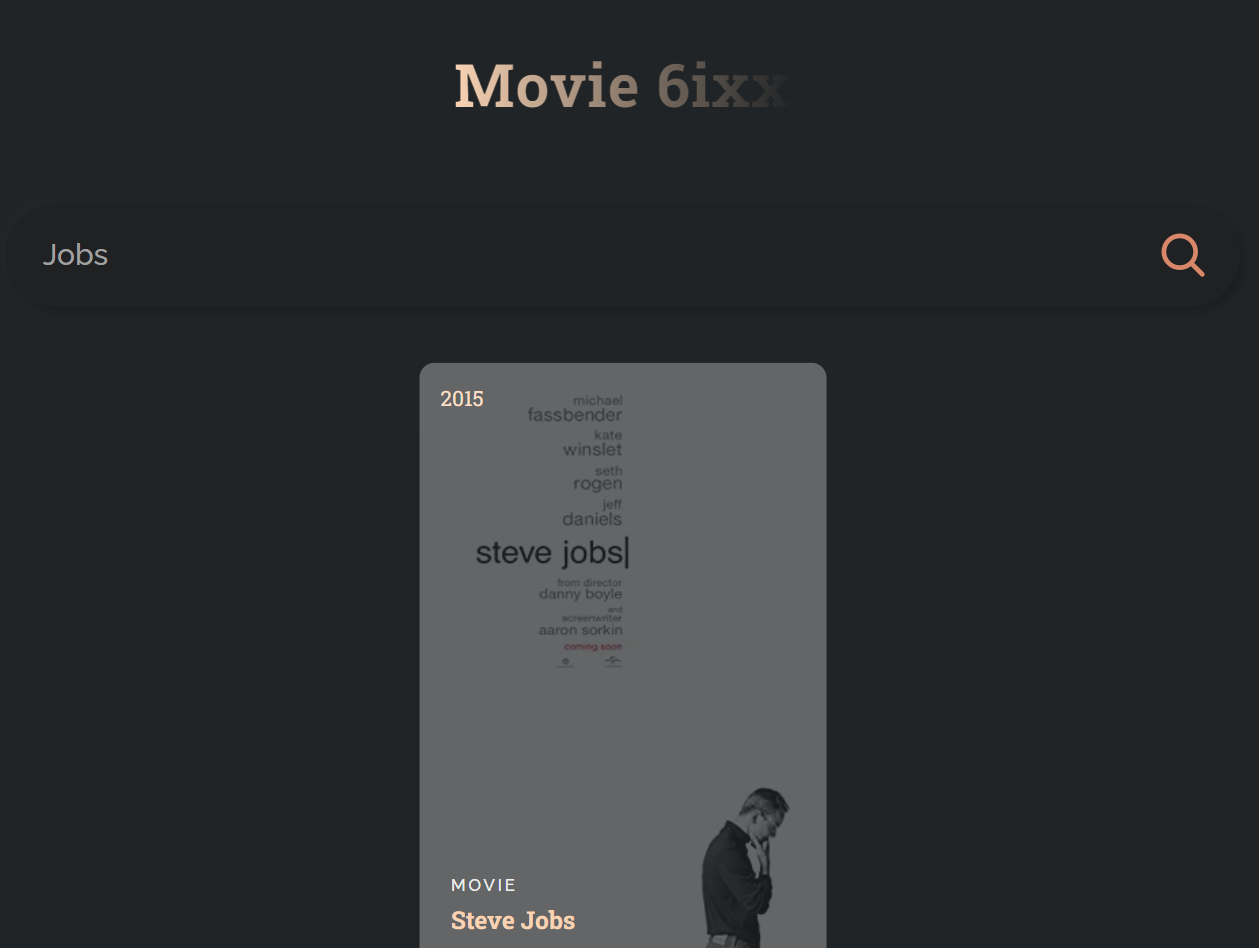 Movie 6ixx
Jobs
2015
michael
fassbender
kate
winslet
seth
rogen
jeff
daniels
steve jobs|
from director
danny boyle
and
screenwriter
aaron sorkin
coming soon
MOVIE
Steve Jobs